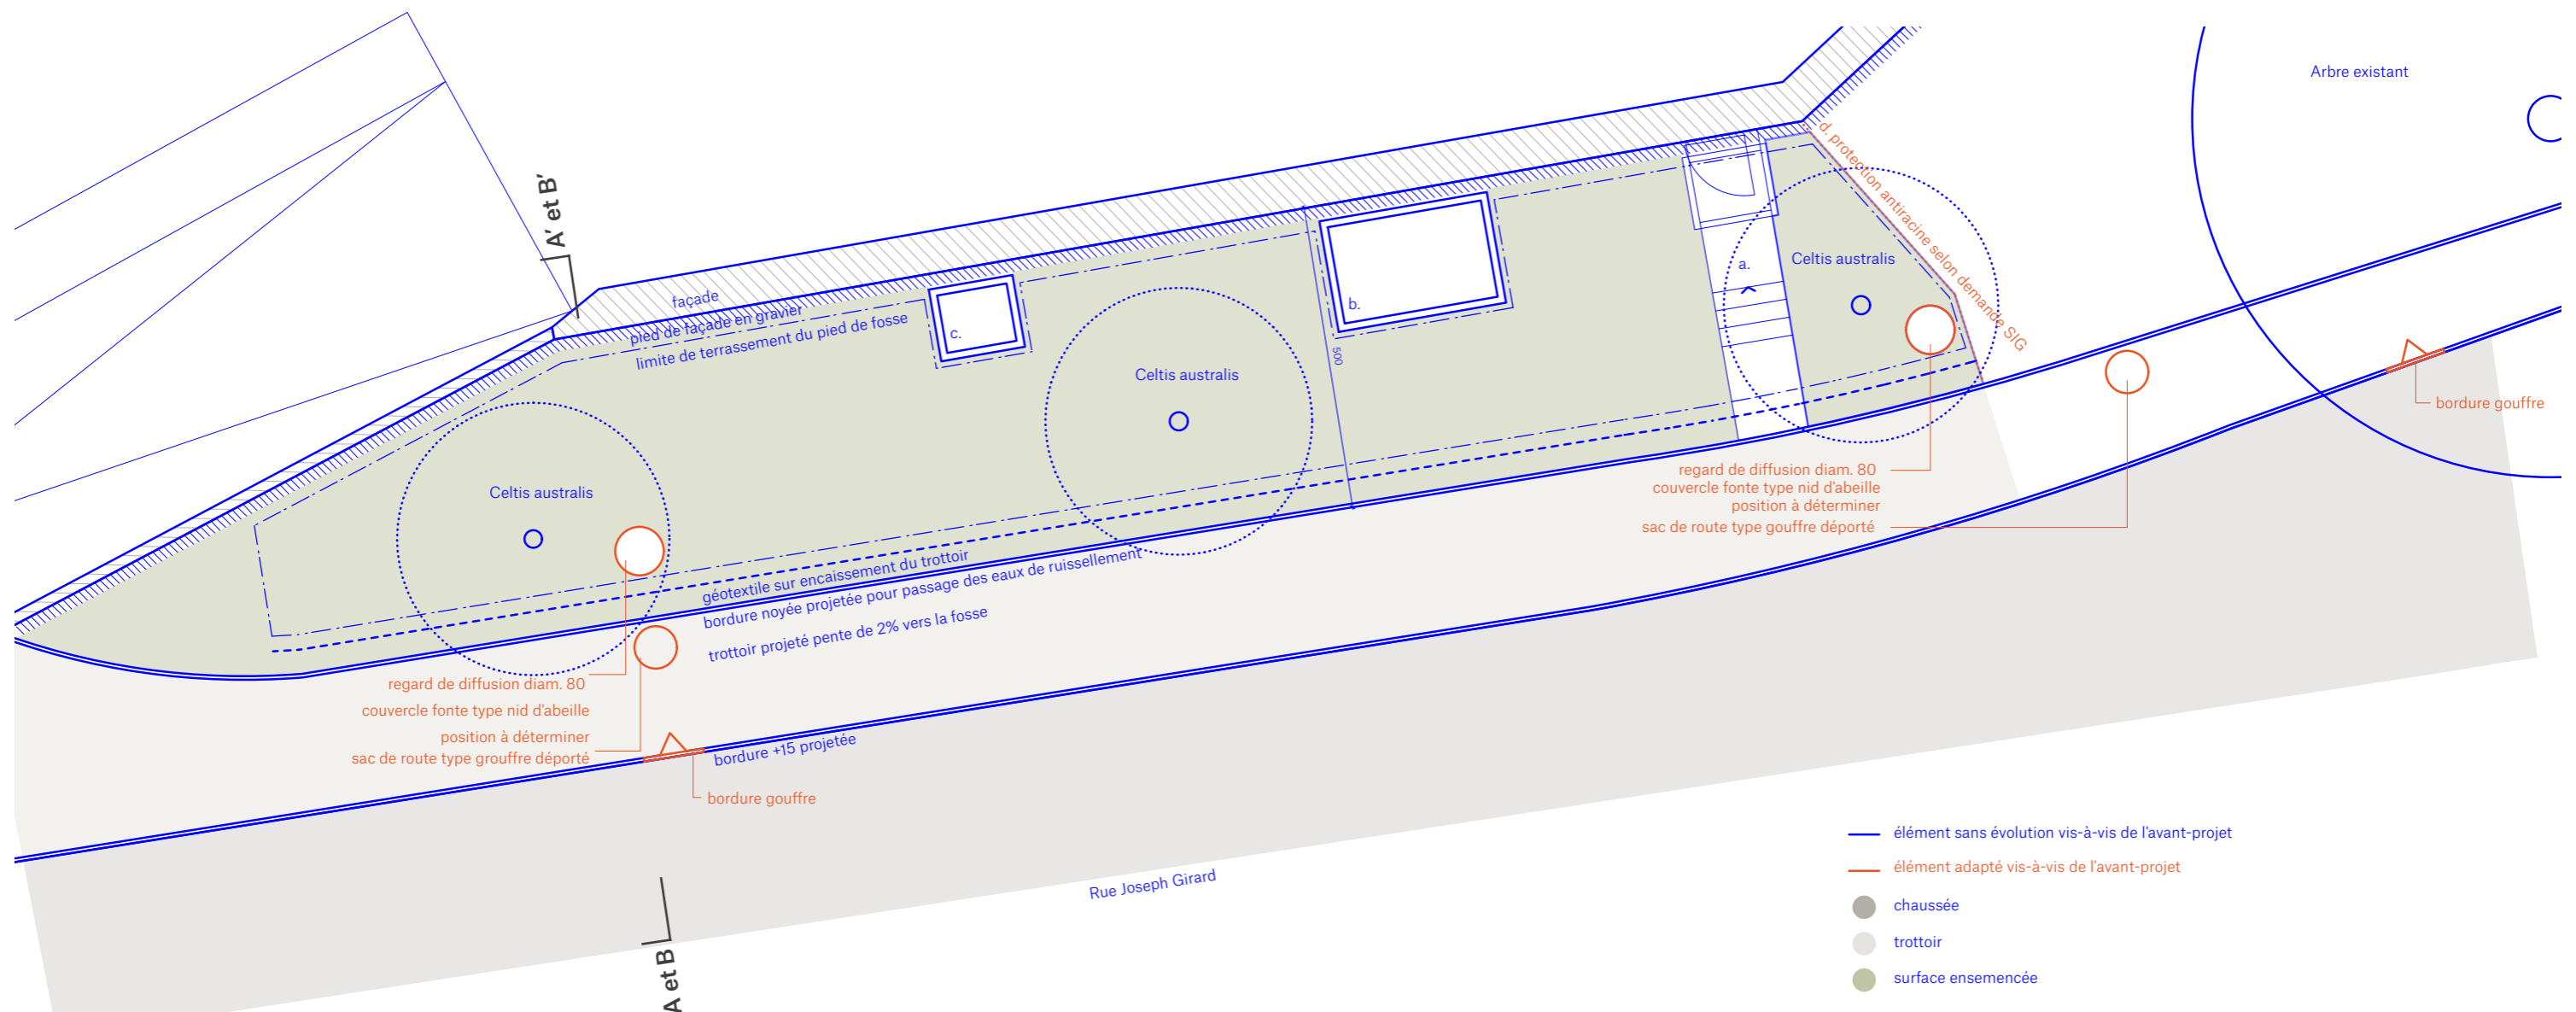 Arbre existant
A' et B'
d. protection antiracine selon demande SIG
façade
pied de façade en gravier
limite de terrassement du pied de fosse
c.
b.
a.
500
Celtis australis
Celtis australis
Celtis australis
bordure gouffre
regard de diffusion diam. 80
couvercle fonte type nid d'abeille
position à déterminer
sac de route type gouffre déporté
géotextile sur encaissement du trottoir
bordure noyée projetée pour passage des eaux de ruissellement
trottoir projeté pente de 2% vers la fosse
regard de diffusion diam. 80
couvercle fonte type nid d'abeille
position à déterminer
sac de route type grouffre déporté
bordure +15 projetée
bordure gouffre
Rue Joseph Girard
A et B
élément sans évolution vis-à-vis de l'avant-projet
élément adapté vis-à-vis de l'avant-projet
chaussée
trottoir
surface ensemencée